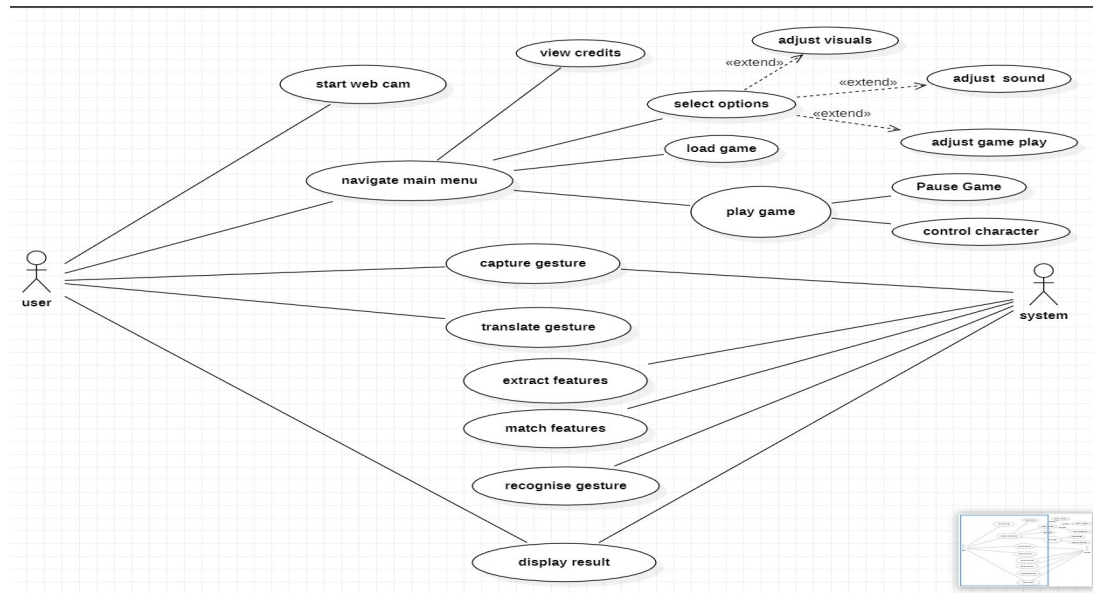 adjust visuals
view credits
«extend»
start web cam
adjust  sound
«extend»
select options
«extend»
adjust game play
load game
navigate main menu
Pause Game
play game
control character
capture gesture
user
system
translate gesture
extract features
match features
recognise gesture
display result